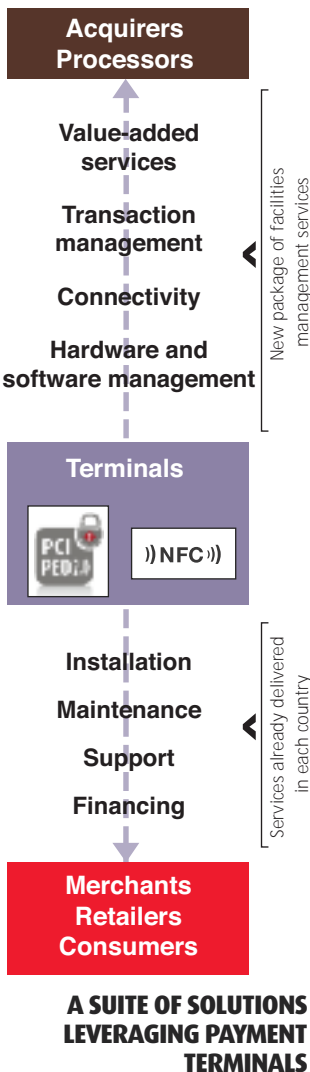 Acquirers
Processors
Value-added
services
Transaction
management
Connectivity
Hardware and
software management
New package of facilities
management services
Terminals
PCI
PED
)) NFC ))
Installation
Maintenance
Support
Financing
Services already delivered
in each country
Merchants
Retailers
Consumers
A SUITE OF SOLUTIONS
LEVERAGING PAYMENT
TERMINALS